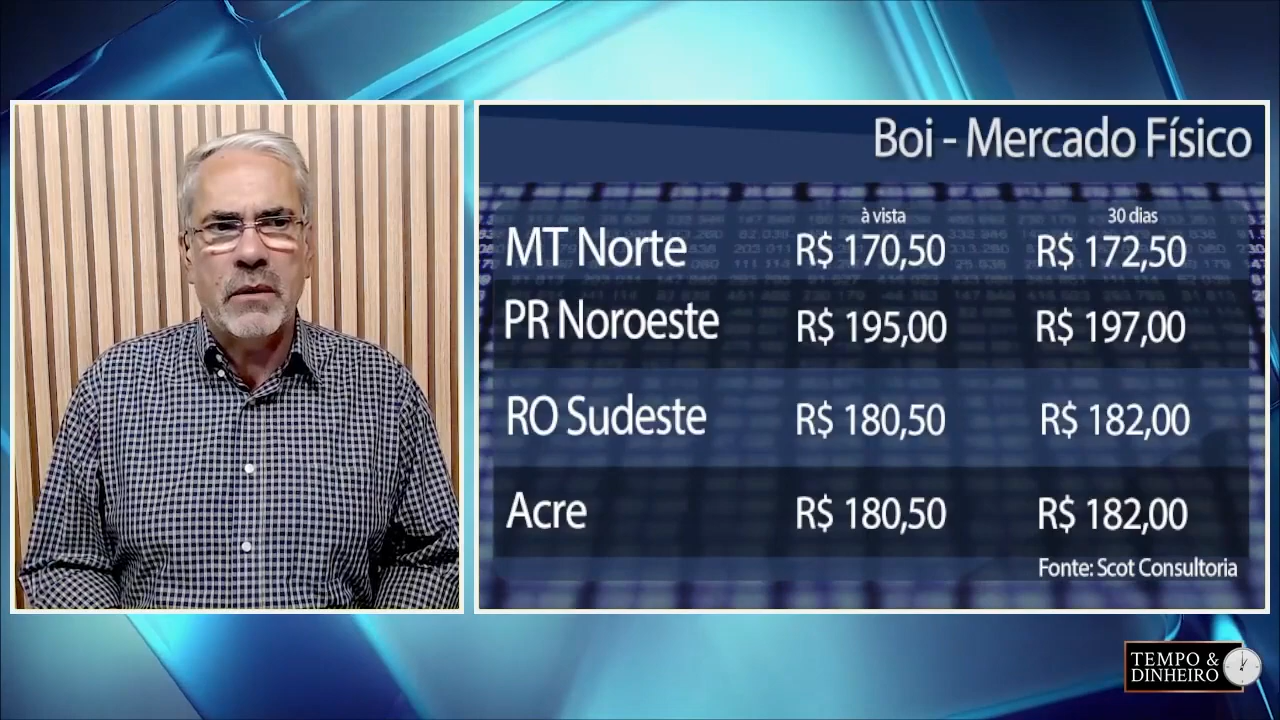 Boi - Mercado Físico
à vista 30 dias
MT Norte R$ 170,50 R$ 172,50
PR Noroeste R$ 195,00 R$ 197,00
RO Sudeste R$ 180,50 R$ 182,00
Acre R$ 180,50 R$ 182,00
Fonte: Scot Consultoria
TEMPO &
DINHEIRO